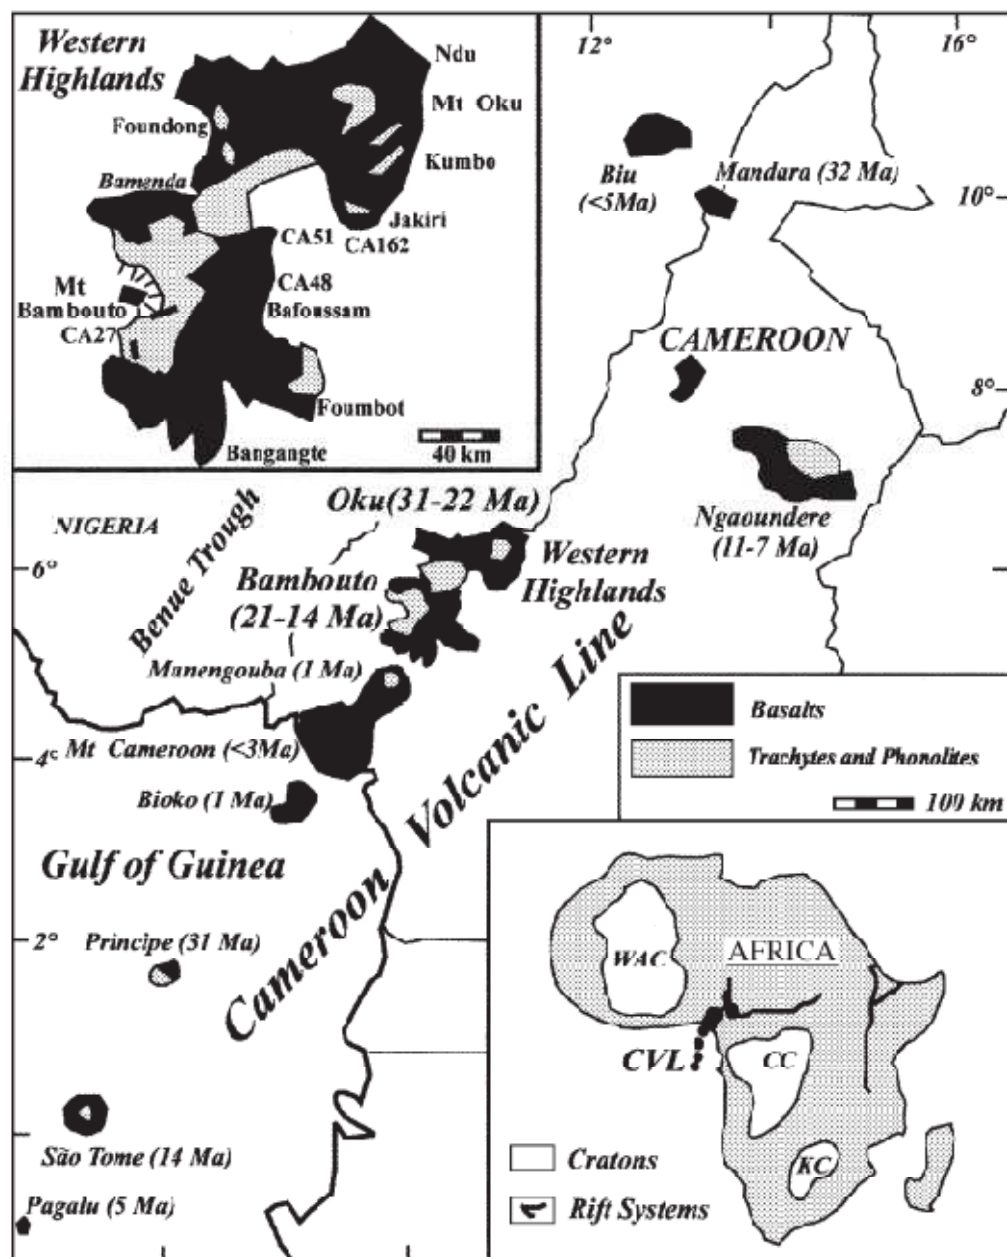 Western
Highlands
Ndu
Mt Oku
Foundong
Kumbo
Bamenda
Jakiri
CA51
CA162
CA48
Mt
Bambouto
Bafoussam
CA27
Foumbot
Bangangte
40 km
12°
16°
Biu
(<5Ma)
Mandara (32 Ma)
10°
CAMEROON
8°
Ngaoundere
(11-7 Ma)
NIGERIA
Benue Trough
Oku(31-22 Ma)
6°
Western
Highlands
Bambouto
(21-14 Ma)
Manengouba (1 Ma)
Mt Cameroon (<3Ma)
4°
Bioko (1 Ma)
Cameroon Volcanic Line
Gulf of Guinea
2°
Principe (31 Ma)
São Tome (14 Ma)
Pagalu (5 Ma)
Basalts
Trachytes and Phonolites
100 km
WAC
AFRICA
CVL
CC
KC
Cratons
Rift Systems